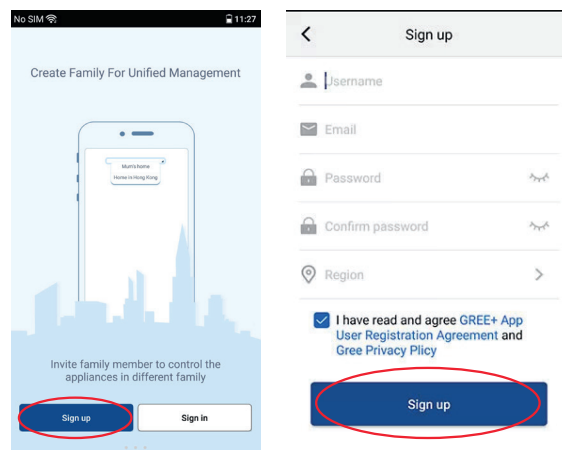 No SIM 11:27
Create Family For Unified Management
Mum's home
Home in Hong Kong
Invite family member to control the
appliances in different family
Sign up
Sign in
Sign up
Username
Email
Password
Confirm password
Region
I have read and agree GREE+ App
User Registration Agreement and
Gree Privacy Plicy
Sign up